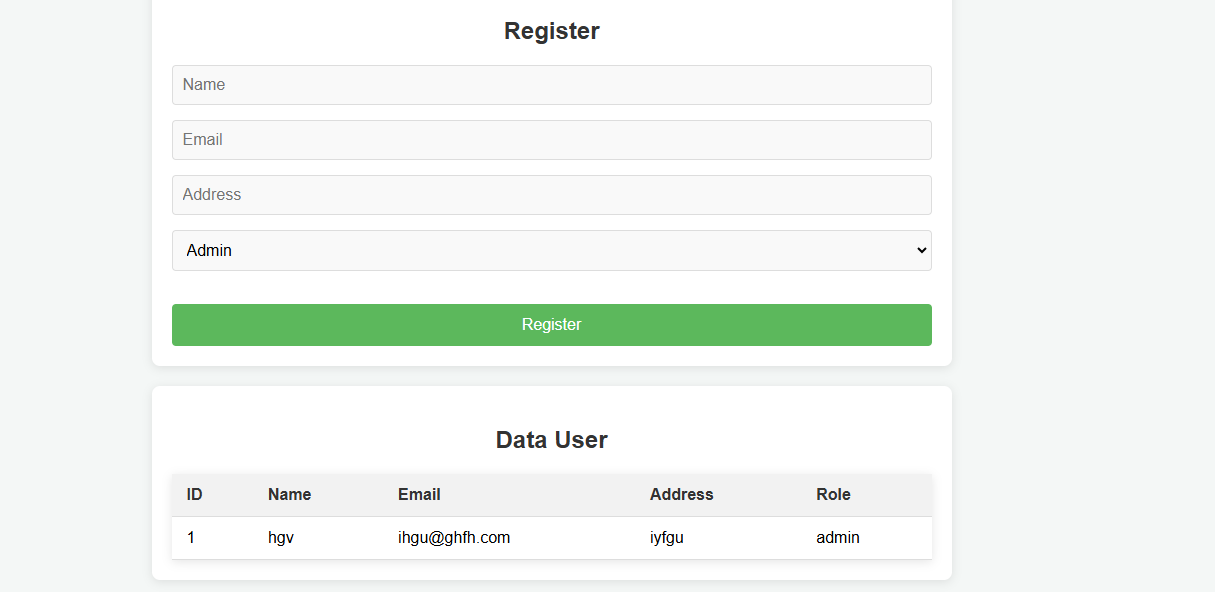 Register
Name
Email
Address
Admin
Register
Data User
ID Name Email Address Role
1 hgv ihgu@ghfh.com iyfgu admin